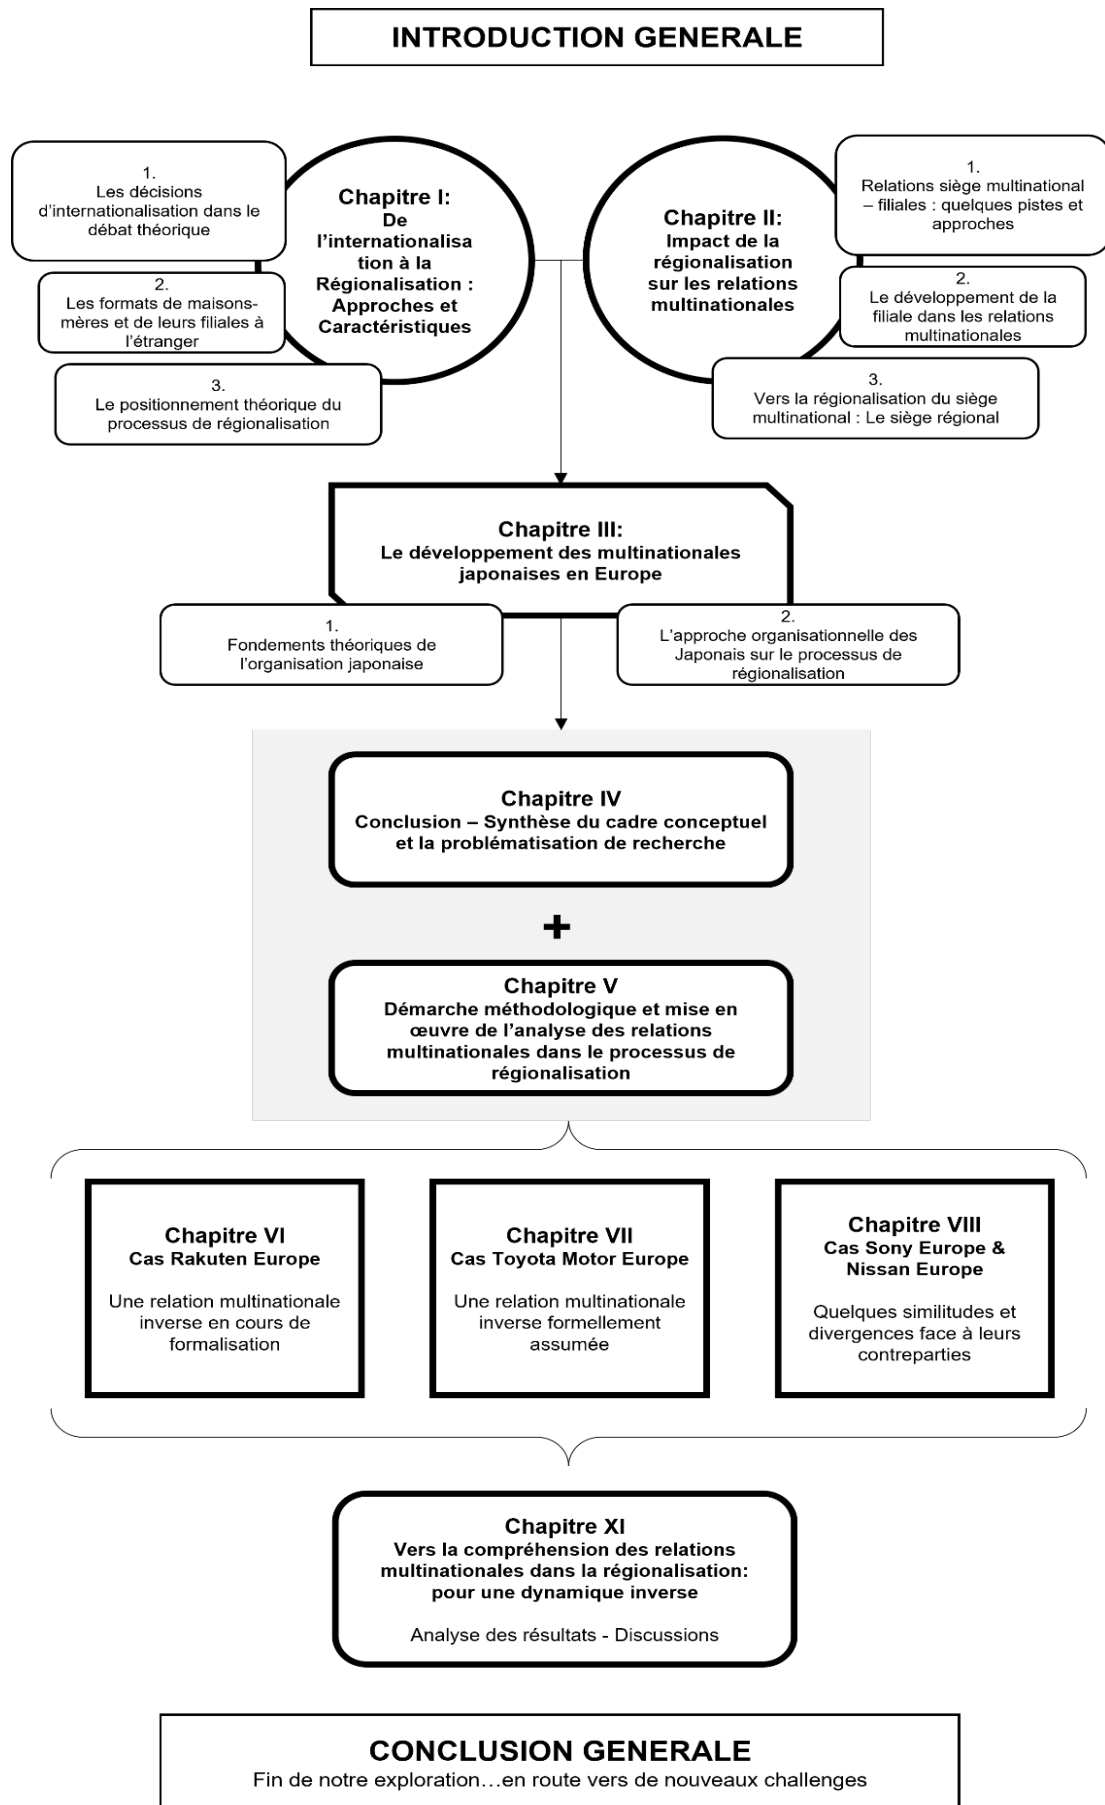 INTRODUCTION GENERALE
1.
Les décisions
d’internationalisation dans le
débat théorique
2.
Les formats de maisons-
mères et de leurs filiales à
l’étranger
3.
Le positionnement théorique du
processus de régionalisation
Chapitre I:
De
l’internationalisa
tion à la
Régionalisation :
Approches et
Caractéristiques
Chapitre II:
Impact de la
régionalisation
sur les relations
multinationales
1.
Relations siège multinational
– filiales : quelques pistes et
approches
2.
Le développement de la
filiale dans les relations
multinationales
3.
Vers la régionalisation du siège
multinational : Le siège régional
Chapitre III:
Le développement des multinationales
japonaises en Europe
1.
Fondements théoriques de
l’organisation japonaise
2.
L’approche organisationnelle des
Japonais sur le processus de
régionalisation
Chapitre IV
Conclusion – Synthèse du cadre conceptuel
et la problématisation de recherche
+
Chapitre V
Démarche méthodologique et mise en
œuvre de l’analyse des relations
multinationales dans le processus de
régionalisation
Chapitre VI
Cas Rakuten Europe
Une relation multinationale
inverse en cours de
formalisation
Chapitre VII
Cas Toyota Motor Europe
Une relation multinationale
inverse formellement
assumée
Chapitre VIII
Cas Sony Europe &
Nissan Europe
Quelques similitudes et
divergences face à leurs
contreparties
Chapitre XI
Vers la compréhension des relations
multinationales dans la régionalisation:
pour une dynamique inverse
Analyse des résultats - Discussions
CONCLUSION GENERALE
Fin de notre exploration…en route vers de nouveaux challenges